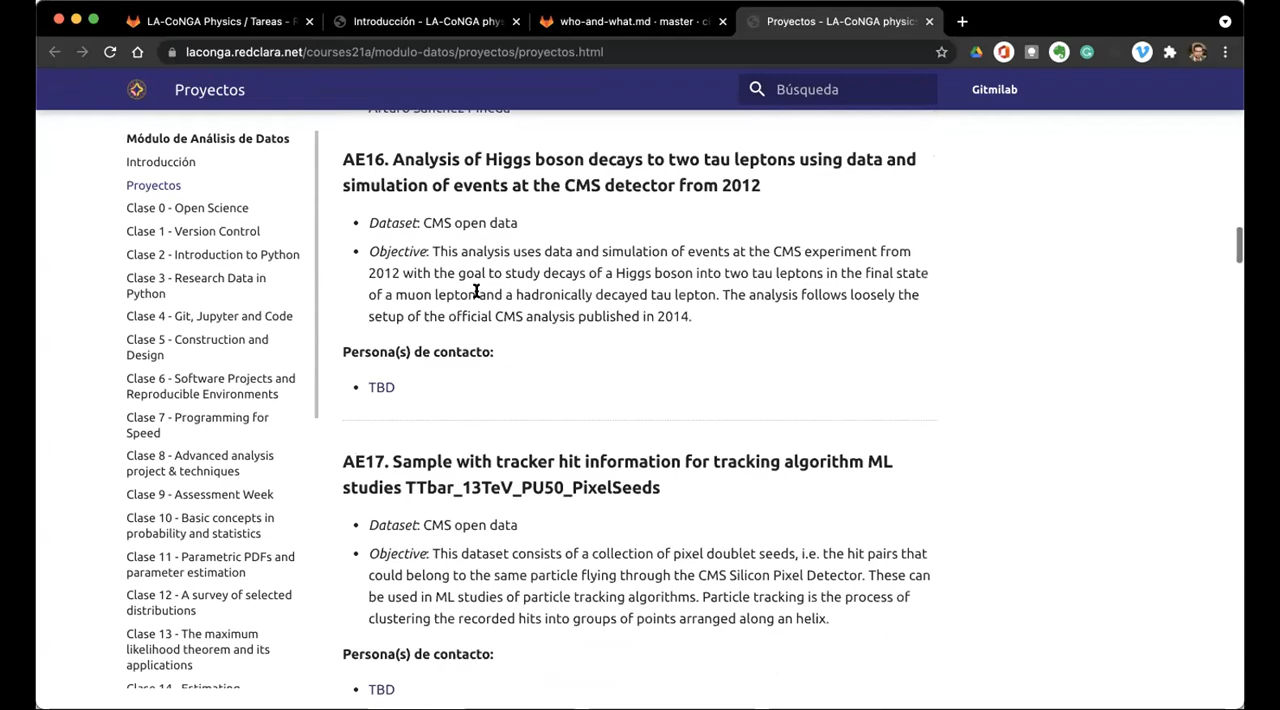 LA-CoNGA Physics / Tareas - F
Introducción - LA-CoNGA phy
who-and-what.md · master · c
Proyectos - LA-CoNGA physic
laconga.redclara.net/courses21a/modulo-datos/proyectos/proyectos.html
Proyectos
Búsqueda
Gitmilab
Módulo de Análisis de Datos
Introducción
Proyectos
Clase 0 - Open Science
Clase 1 - Version Control
Clase 2 - Introduction to Python
Clase 3 - Research Data in
Python
Clase 4 - Git, Jupyter and Code
Clase 5 - Construction and
Design
Clase 6 - Software Projects and
Reproducible Environments
Clase 7 - Programming for
Speed
Clase 8 - Advanced analysis
project & techniques
Clase 9 - Assessment Week
Clase 10 - Basic concepts in
probability and statistics
Clase 11 - Parametric PDFs and
parameter estimation
Clase 12 - A survey of selected
distributions
Clase 13 - The maximum
likelihood theorem and its
applications
Clase 14 - Estimation
Arturo Sánchez Pineda
AE16. Analysis of Higgs boson decays to two tau leptons using data and
simulation of events at the CMS detector from 2012
• Dataset: CMS open data
• Objective: This analysis uses data and simulation of events at the CMS experiment from
2012 with the goal to study decays of a Higgs boson into two tau leptons in the final state
of a muon lepton and a hadronically decayed tau lepton. The analysis follows loosely the
setup of the official CMS analysis published in 2014.
Persona(s) de contacto:
• TBD
AE17. Sample with tracker hit information for tracking algorithm ML
studies TTbar_13TeV_PU50_PixelSeeds
• Dataset: CMS open data
• Objective: This dataset consists of a collection of pixel doublet seeds, i.e. the hit pairs that
could belong to the same particle flying through the CMS Silicon Pixel Detector. These can
be used in ML studies of particle tracking algorithms. Particle tracking is the process of
clustering the recorded hits into groups of points arranged along an helix.
Persona(s) de contacto:
• TBD